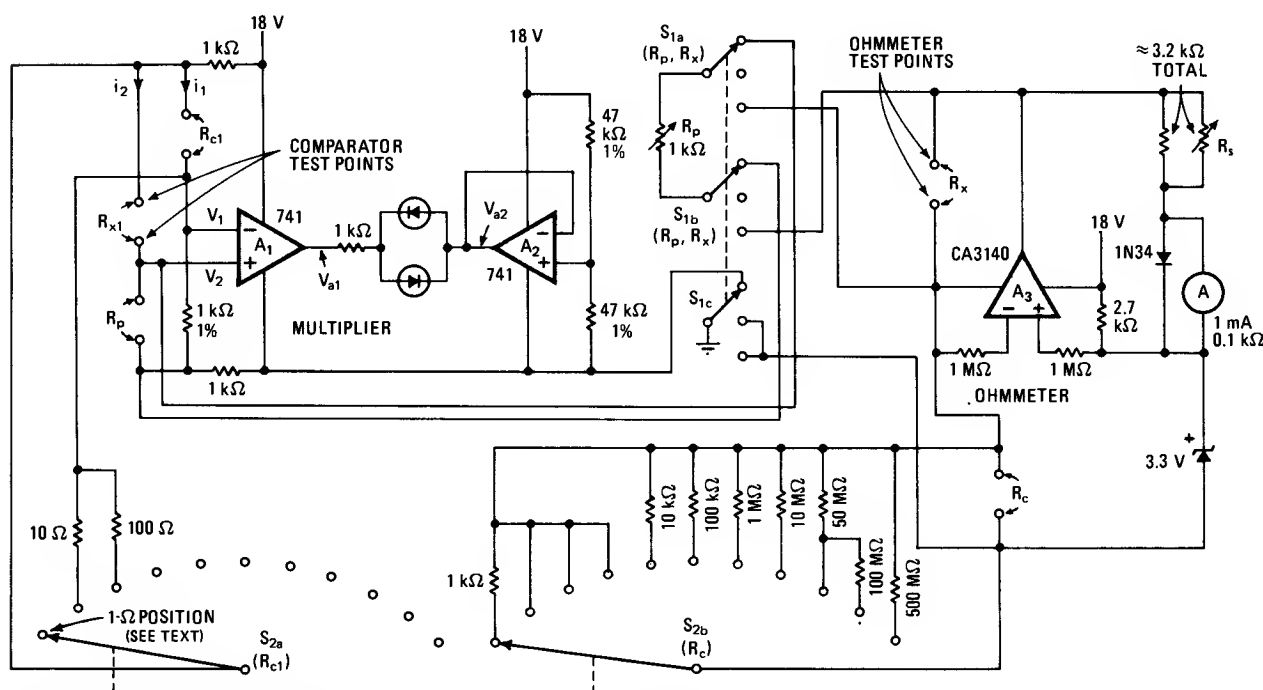 18 V
1 kΩ
i2
i1
Rc1
COMPARATOR
TEST POINTS
Rx1
V1
V2
741
A1
Rp
1 kΩ
1%
1 kΩ
Va1
MULTIPLIER
1 kΩ
18 V
47
kΩ
1%
Va2
A2
741
47 kΩ
1%
S1a
(Rp, Rx)
Rp
1 kΩ
S1b
(Rp, Rx)
S1c
OHMMETER
TEST POINTS
Rx
≈3.2 kΩ
TOTAL
Rs
CA3140
A3
18 V
1N34
2.7
kΩ
A
1 mA
0.1 kΩ
1 MΩ
1 MΩ
OHMMETER
+
3.3 V
Rc
10 Ω
100 Ω
1-Ω POSITION
(SEE TEXT)
S2a
(Rc1)
1 kΩ
10 kΩ
100 kΩ
1 MΩ
10 MΩ
50 MΩ
100 MΩ
500 MΩ
S2b
(Rc)